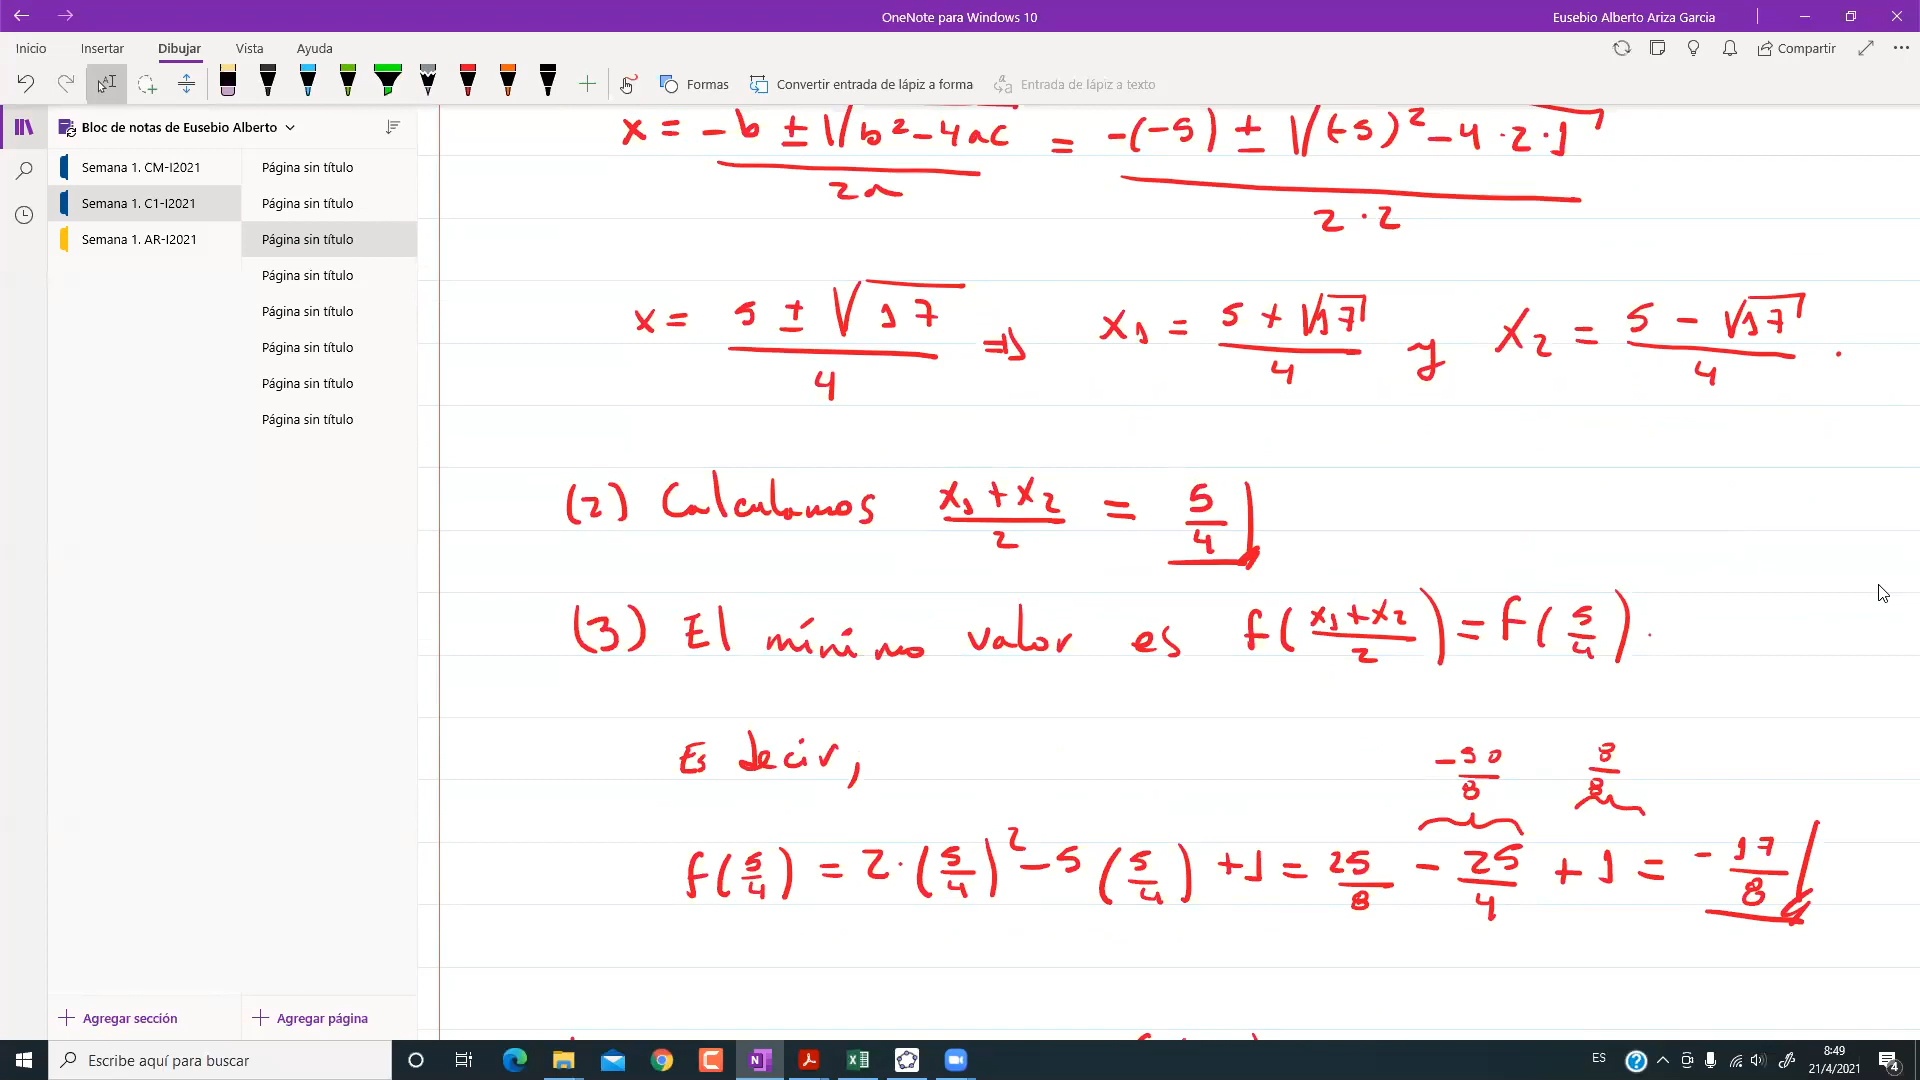 OneNote para Windows 10
Eusebio Alberto Ariza Garcia
Inicio Insertar Dibujar Vista Ayuda
Compartir
Formas
Convertir entrada de lápiz a forma
Entrada de lápiz a texto
Bloc de notas de Eusebio Alberto
Semana 1. CM-I2021
Semana 1. C1-I2021
Semana 1. AR-I2021
Página sin título
Página sin título
Página sin título
Página sin título
Página sin título
Página sin título
Página sin título
Página sin título
Agregar sección
Agregar página
x = (-b ± √(b² - 4ac))/(2a) = (-(-5) ± √((-5)² - 4·2·1))/(2·2)
x = (5 ± √17)/4 ⇒ x₁ = (5 + √17)/4 y x₂ = (5 - √17)/4 .
(2) Calculamos (x₁ + x₂)/2 = 5/4
(3) El mínimo valor es f((x₁ + x₂)/2) = f(5/4).
Es decir,
-50/8 8/8
f(5/4) = 2·(5/4)² - 5(5/4) + 1 = 25/8 - 25/4 + 1 = -17/8
Escribe aquí para buscar
ES
8:49
21/4/2021
4